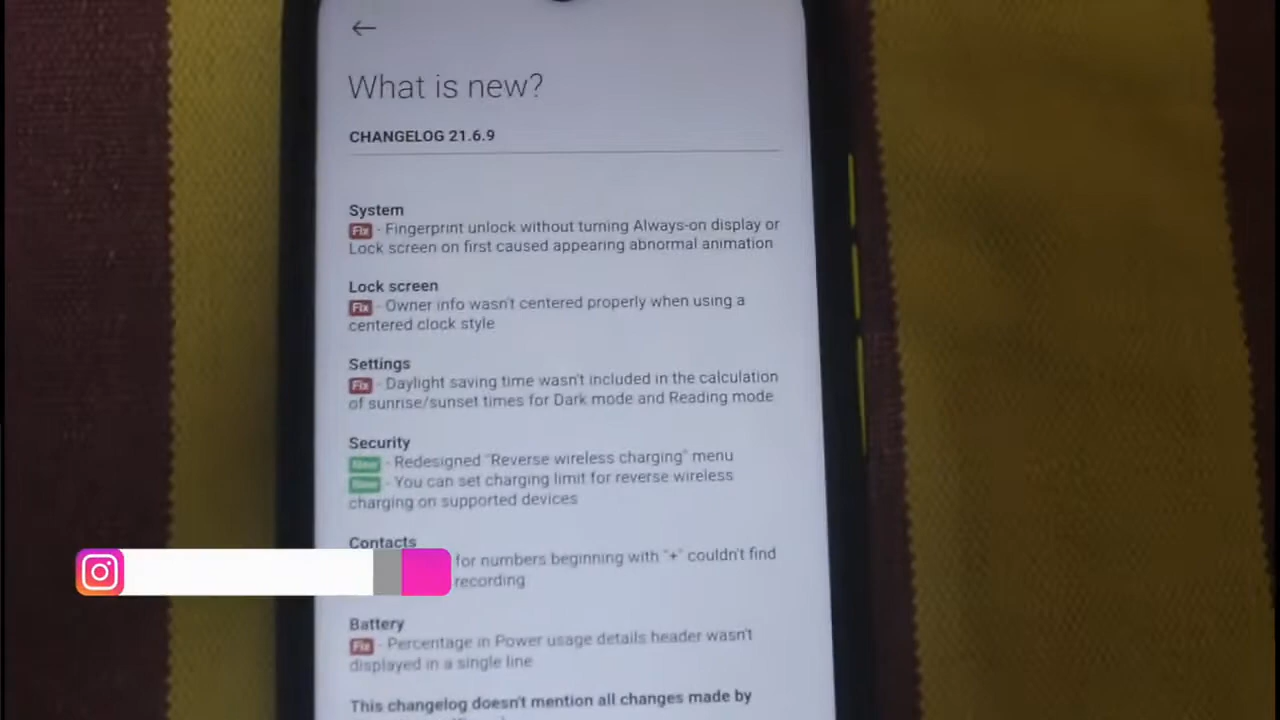 What is new?
CHANGELOG 21.6.9
System
Fix - Fingerprint unlock without turning Always-on display or
Lock screen on first caused appearing abnormal animation
Lock screen
Fix - Owner info wasn't centered properly when using a
centered clock style
Settings
Fix - Daylight saving time wasn't included in the calculation
of sunrise/sunset times for Dark mode and Reading mode
Security
New - Redesigned "Reverse wireless charging" menu
New - You can set charging limit for reverse wireless
charging on supported devices
Contacts
for numbers beginning with "+" couldn't find
recording
Battery
Fix - Percentage in Power usage details header wasn't
displayed in a single line
This changelog doesn't mention all changes made by